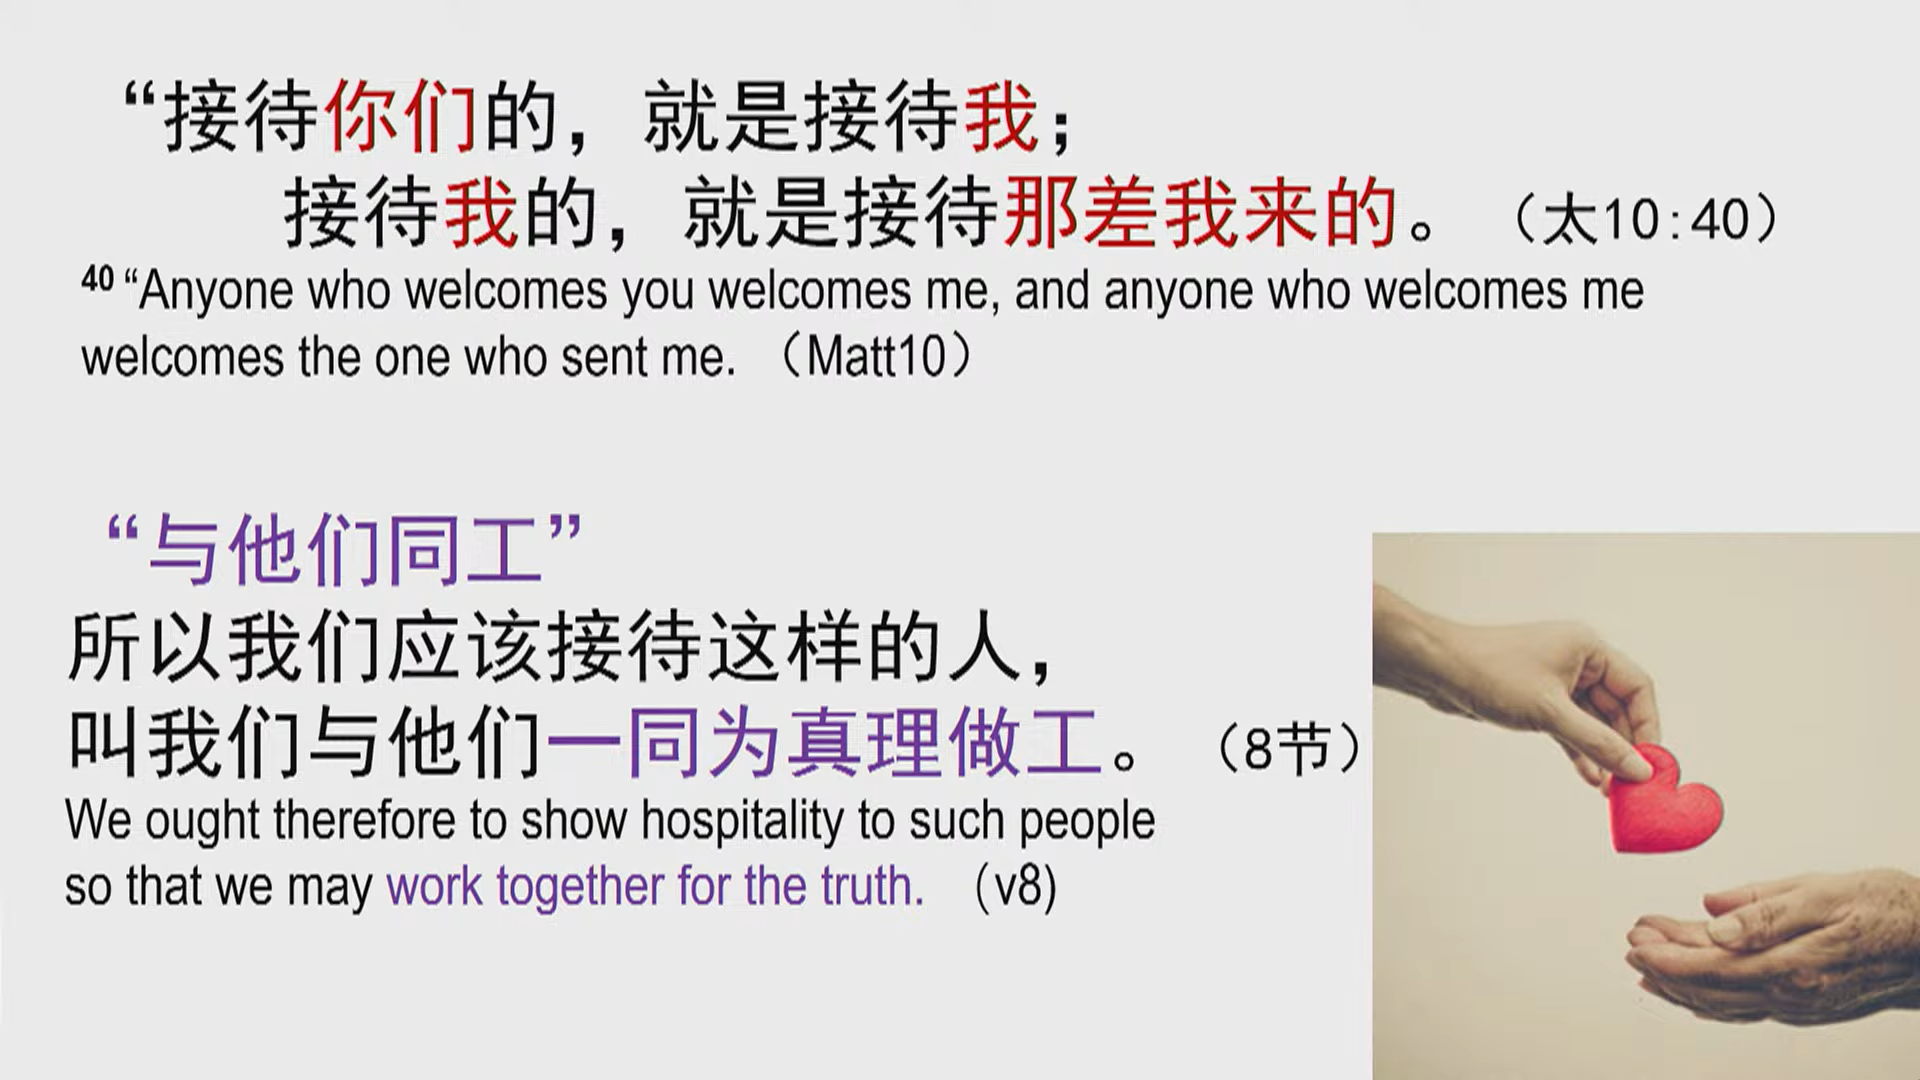 “接待你们的，就是接待我；
接待我的，就是接待那差我来的。（太10:40）
40 “Anyone who welcomes you welcomes me, and anyone who welcomes me
welcomes the one who sent me. （Matt10）
“与他们同工”
所以我们应该接待这样的人，
叫我们与他们一同为真理做工。（8节）
We ought therefore to show hospitality to such people
so that we may work together for the truth. （v8)